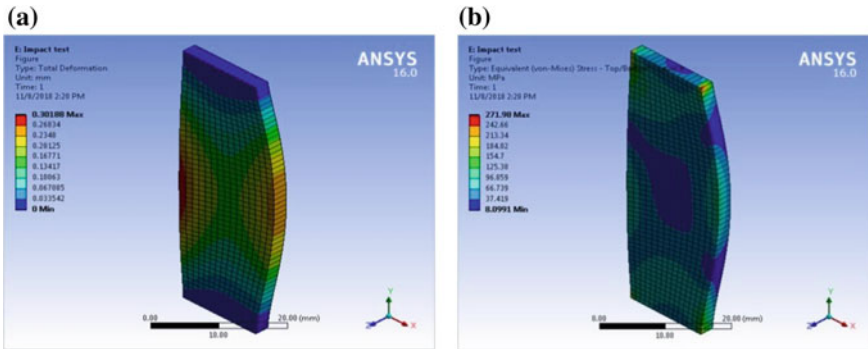 (a)
E: Impact test
Figure
Type: Total Deformation
Unit: mm
Time: 1
11/8/2018 2:28 PM
ANSYS
16.0
0.30188 Max
0.26834
0.2348
0.20125
0.16771
0.13417
0.10063
0.067085
0.033542
0 Min
0.00
10.00
20.00 (mm)
Y
Z
X
(b)
E: Impact test
Figure
Type: Equivalent (von-Mises) Stress - Top/Bottom
Unit: MPa
Time: 1
11/8/2018 2:28 PM
ANSYS
16.0
271.98 Max
242.66
213.34
184.02
154.7
125.38
96.059
66.739
37.419
8.0991 Min
0.00
10.00
20.00 (mm)
Y
Z
X